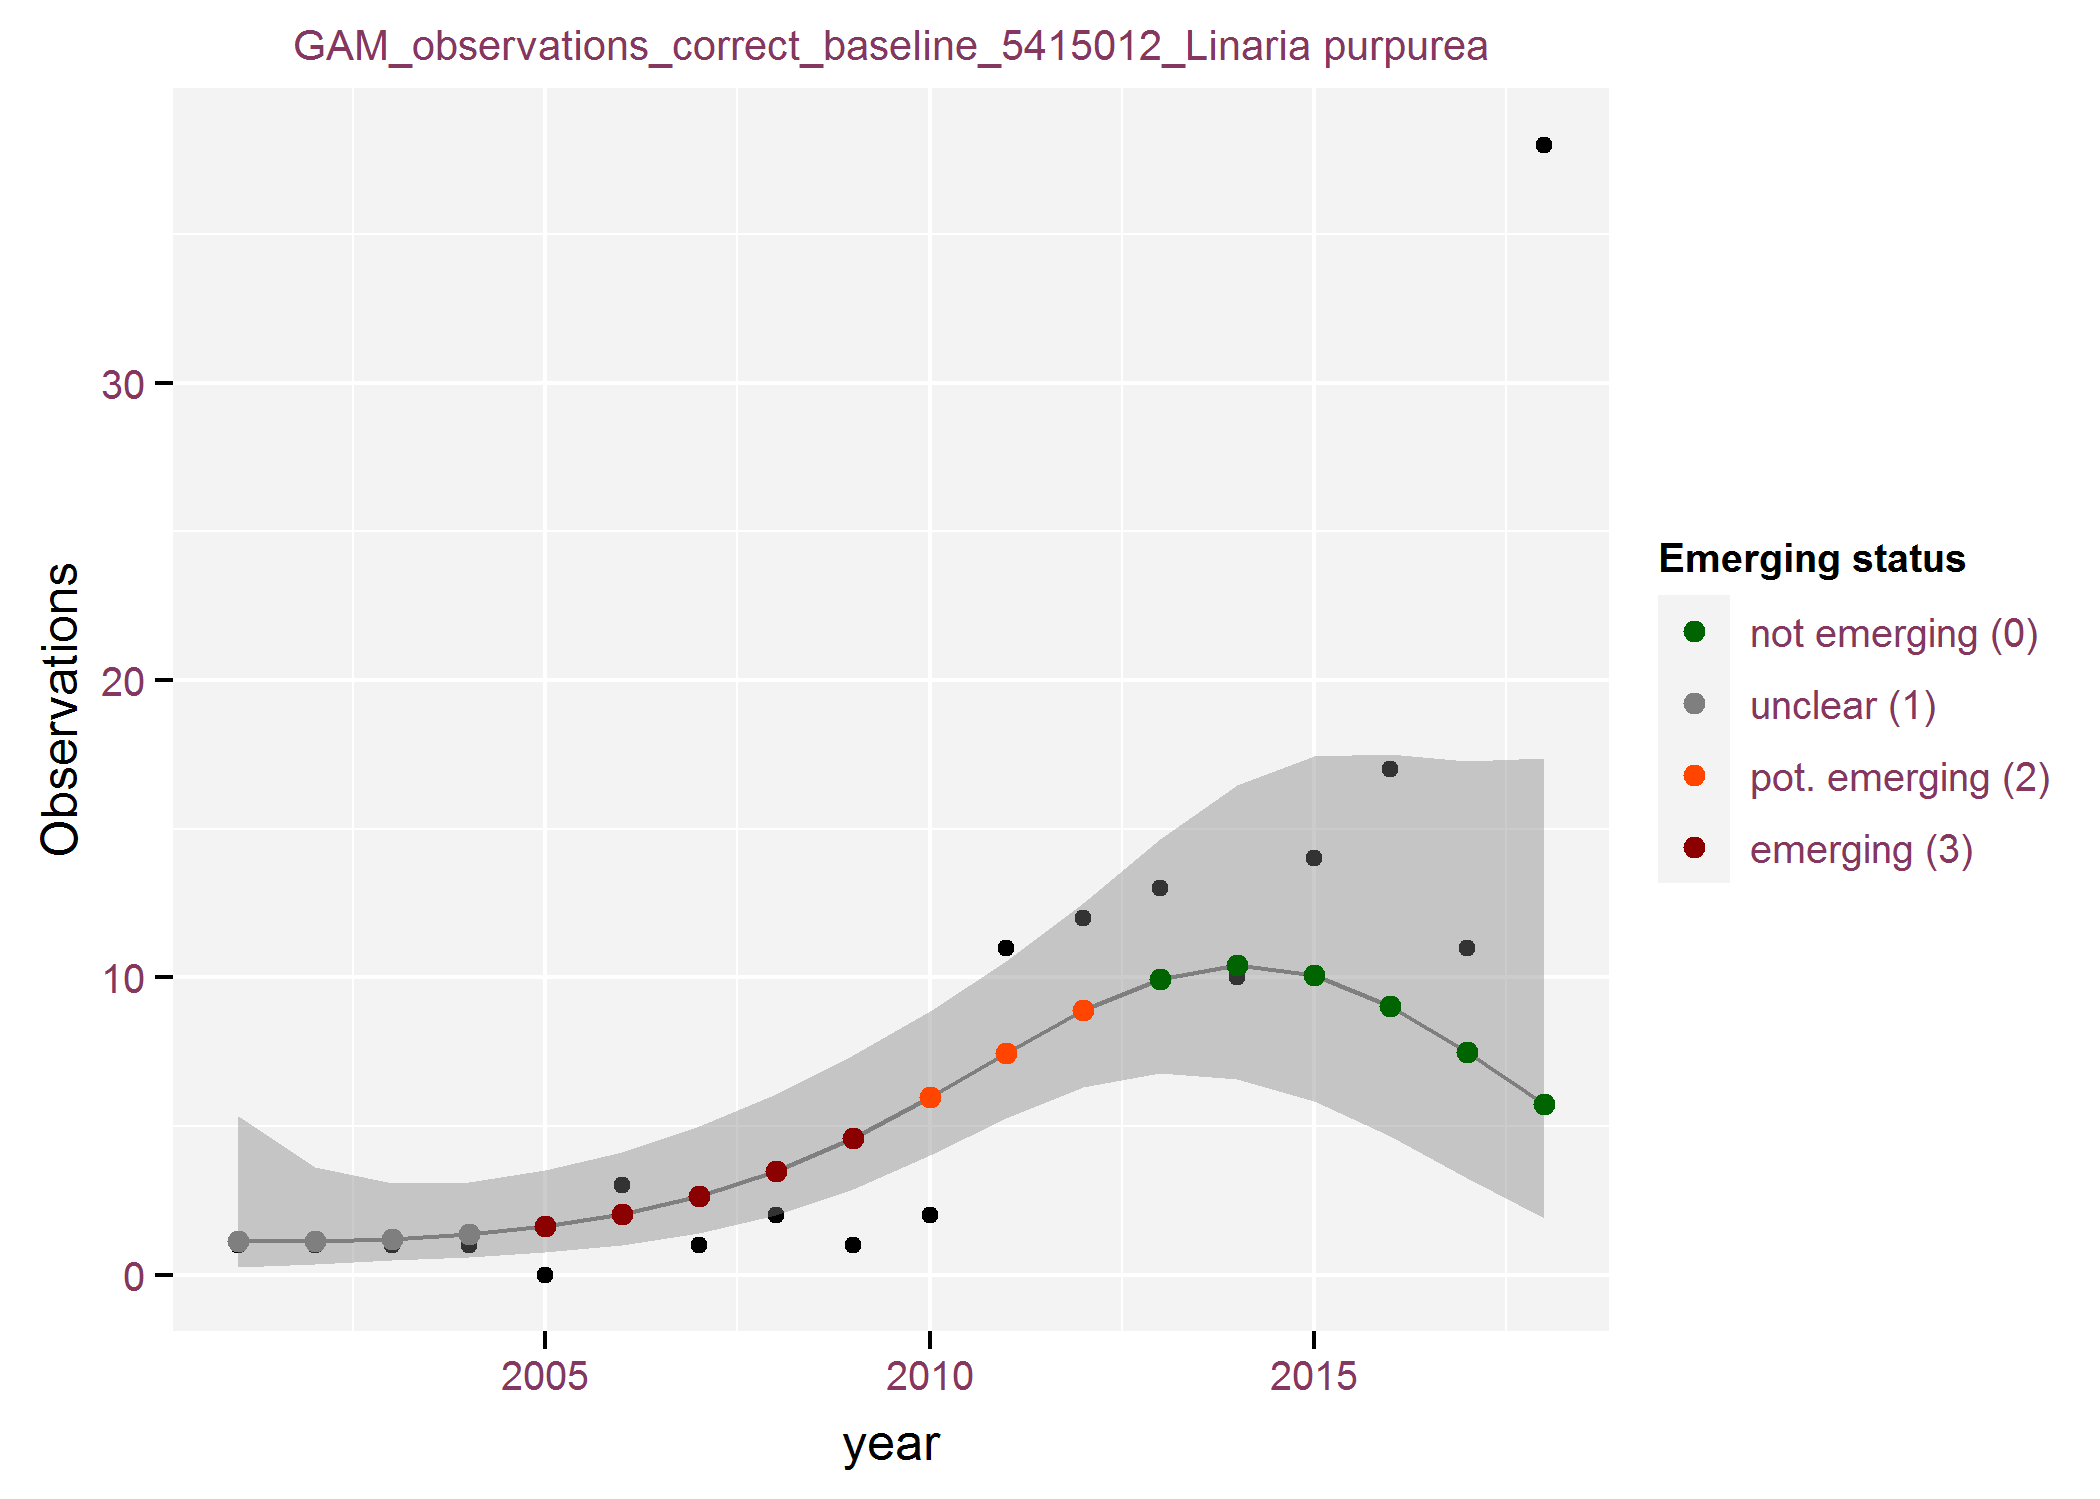 GAM_observations_correct_baseline_5415012_Linaria purpurea
Observations
30
20
10
0
2005 2010 2015
year
Emerging status
not emerging (0)
unclear (1)
pot. emerging (2)
emerging (3)